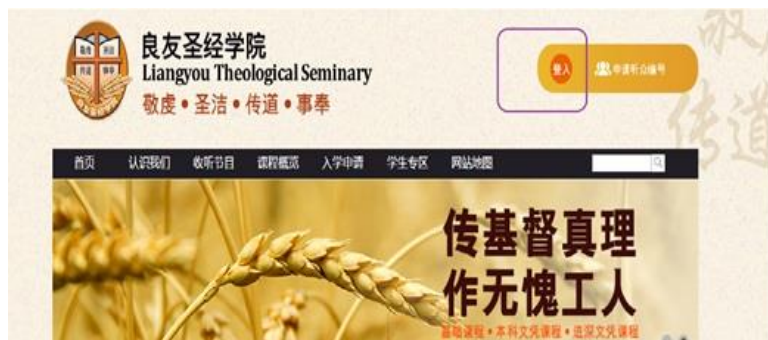 良友圣经学院
Liangyou Theological Seminary
敬虔•圣洁•传道•事奉
登入 申请听众编号
首页 认识我们 收听节目 课程概览 入学申请 学生专区 网站地图
传基督真理
作无愧工人
基础课程•本科文凭课程•进深文凭课程
传道